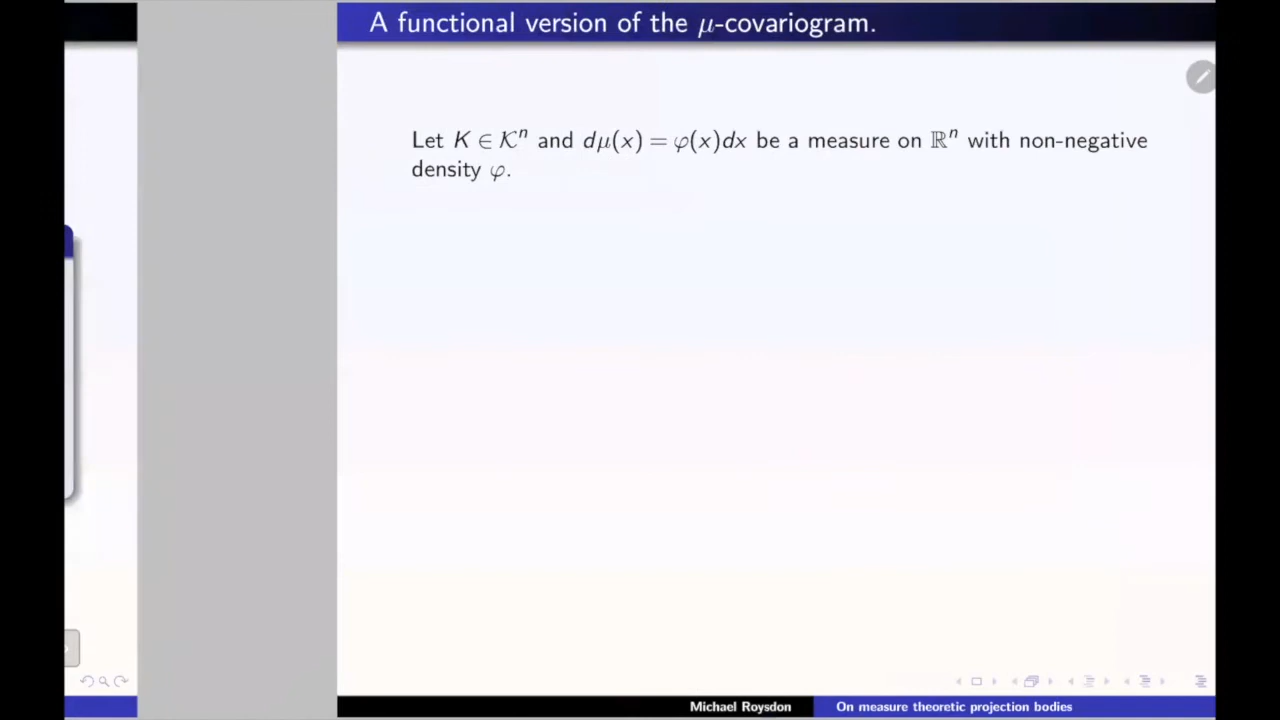 A functional version of the μ-covariogram.
Let K ∈ 𝒦ⁿ and dμ(x) = φ(x)dx be a measure on ℝⁿ with non-negative
density φ.
Michael Roysdon On measure theoretic projection bodies